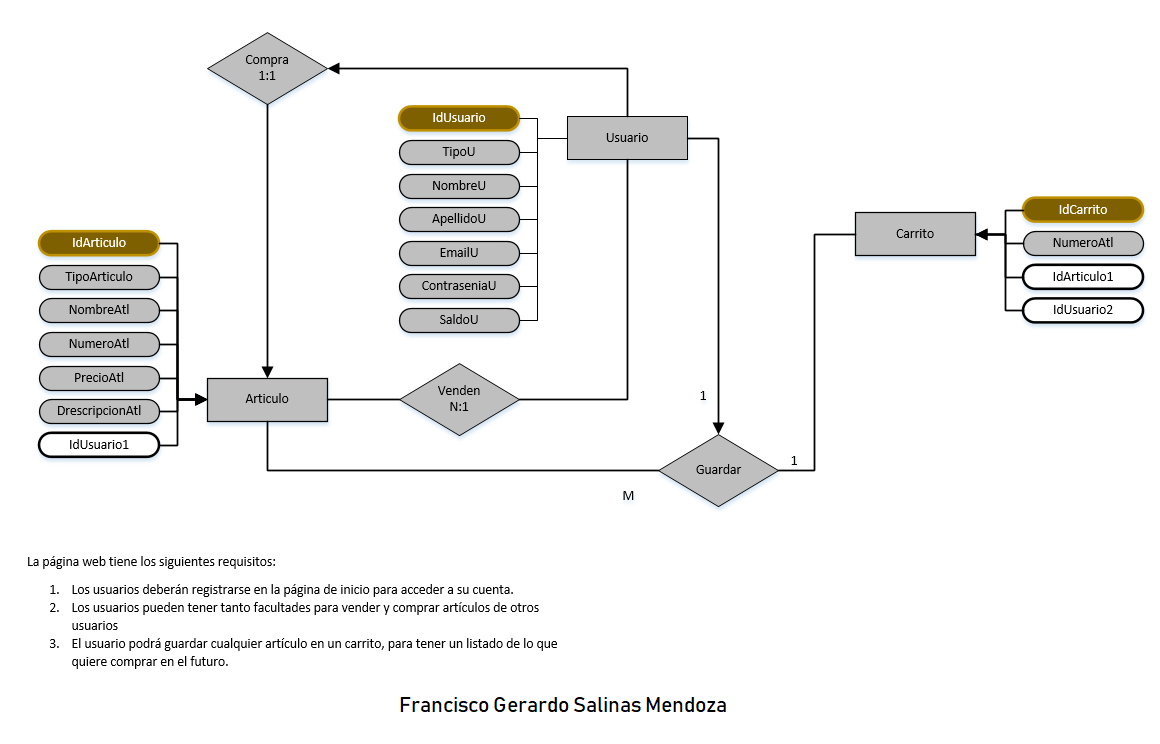 Compra
1:1
IdUsuario
TipoU
NombreU
ApellidoU
EmailU
ContraseniaU
SaldoU
Usuario
IdCarrito
NumeroAtl
IdArticulo1
IdUsuario2
Carrito
IdArticulo
TipoArticulo
NombreAtl
NumeroAtl
PrecioAtl
DrescripcionAtl
IdUsuario1
Articulo
Venden
N:1
1
Guardar
1
M
La página web tiene los siguientes requisitos:
1. Los usuarios deberán registrarse en la página de inicio para acceder a su cuenta.
2. Los usuarios pueden tener tanto facultades para vender y comprar artículos de otros
usuarios
3. El usuario podrá guardar cualquier artículo en un carrito, para tener un listado de lo que
quiere comprar en el futuro.
Francisco Gerardo Salinas Mendoza